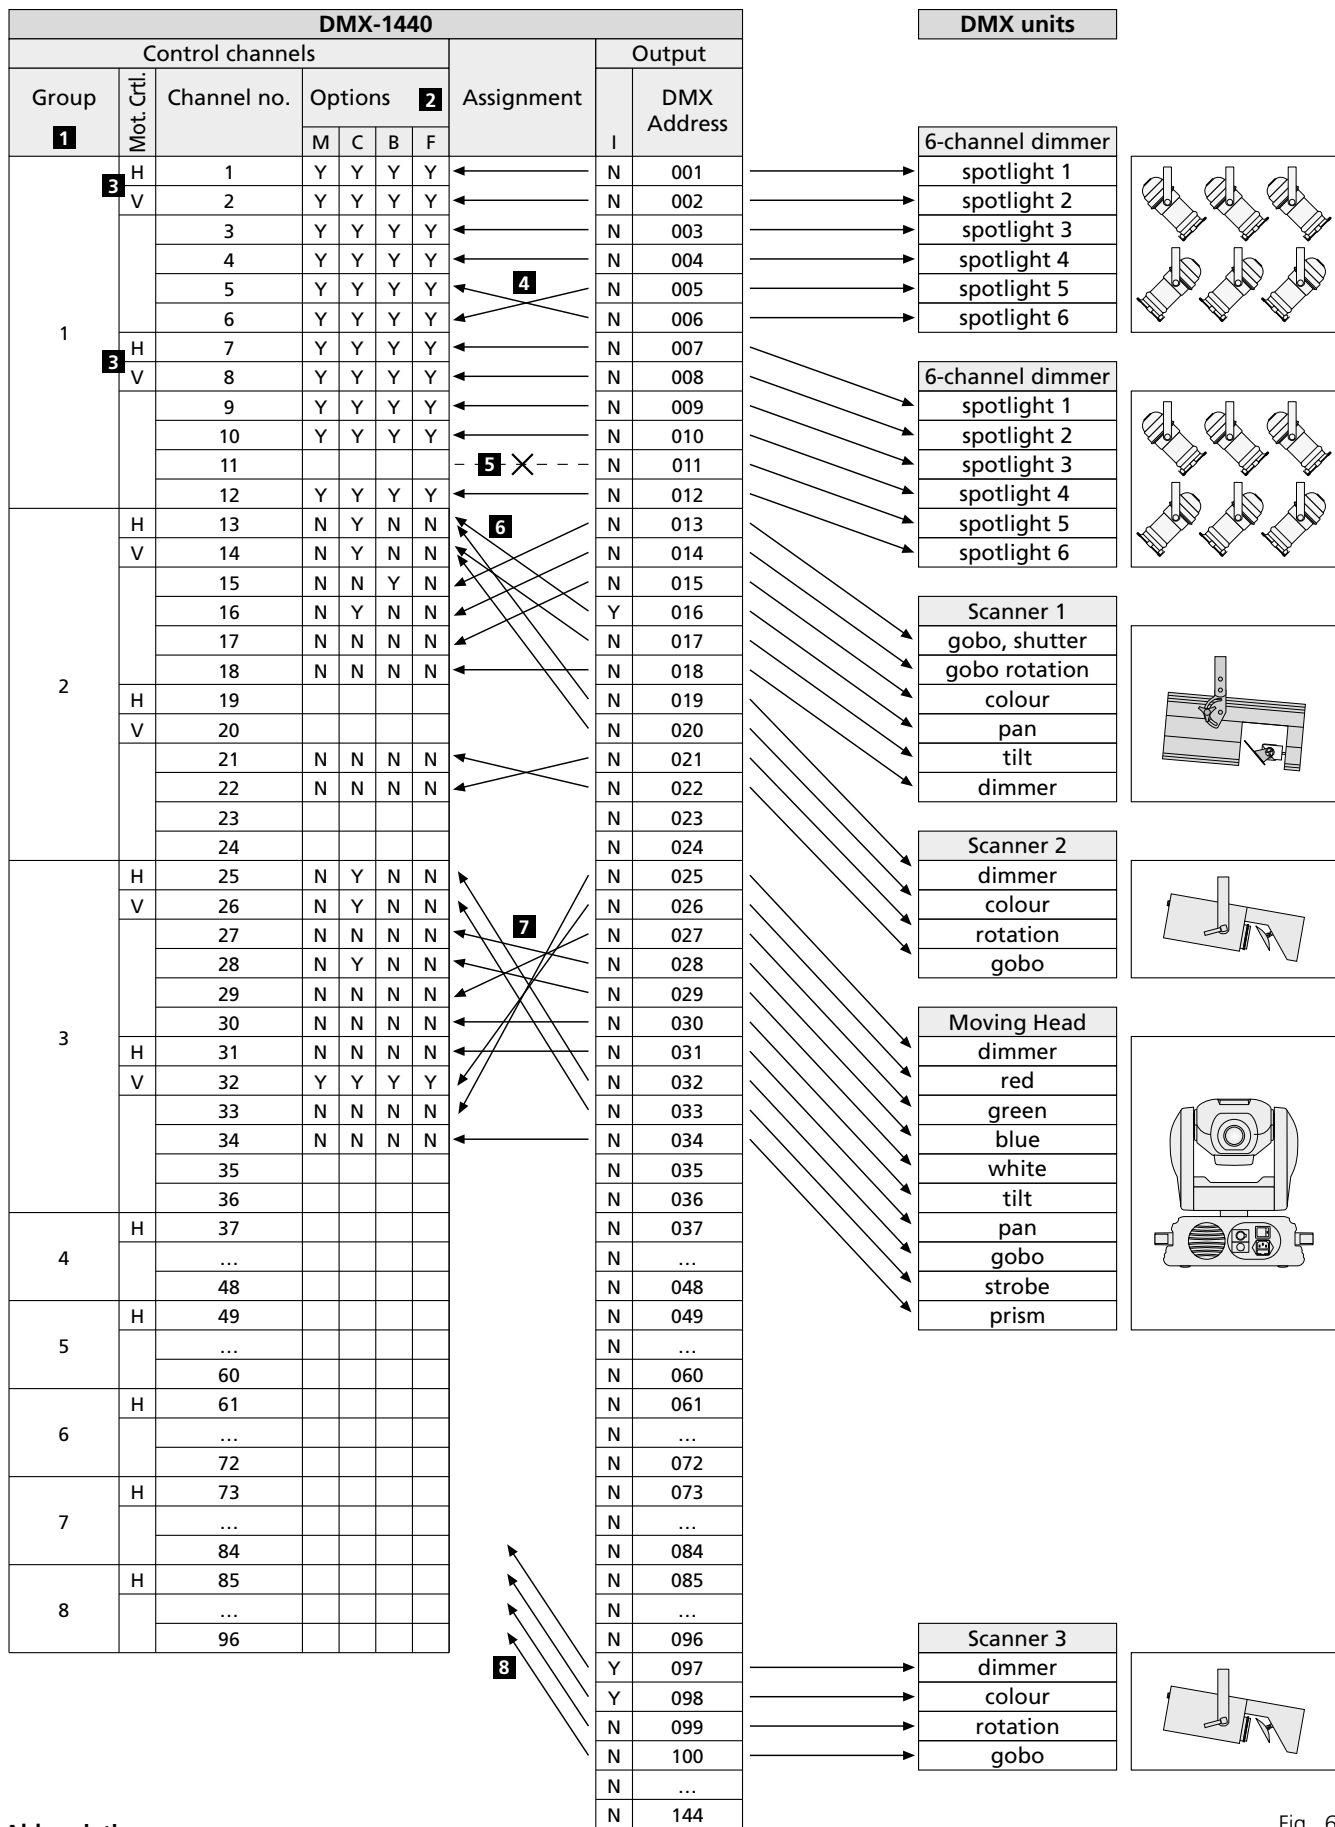 DMX-1440 DMX units
Control channels Output
Group Mot. Crtl. Channel no. Options 2 Assignment DMX
1 Address
M C B F I 6-channel dimmer
H 1 Y Y Y Y N 001 spotlight 1
3
V 2 Y Y Y Y N 002 spotlight 2
3 Y Y Y Y N 003 spotlight 3
4 Y Y Y Y N 004 spotlight 4
5 Y Y Y Y 4 N 005 spotlight 5
6 Y Y Y Y N 006 spotlight 6
1
H 7 Y Y Y Y N 007
3
V 8 Y Y Y Y N 008 6-channel dimmer
9 Y Y Y Y N 009 spotlight 1
10 Y Y Y Y N 010 spotlight 2
11 5 N 011 spotlight 3
12 Y Y Y Y N 012 spotlight 4
H 13 N Y N N 6 N 013 spotlight 5
V 14 N Y N N N 014 spotlight 6
15 N N Y N N 015
16 N Y N N Y 016 Scanner 1
17 N N N N N 017 gobo, shutter
18 N N N N N 018 gobo rotation
2
H 19 N 019 colour
V 20 N 020 pan
21 N N N N N 021 tilt
22 N N N N N 022 dimmer
23 N 023
24 N 024 Scanner 2
H 25 N Y N N N 025 dimmer
V 26 N Y N N N 026 colour
27 N N N N 7 N 027 rotation
28 N Y N N N 028 gobo
29 N N N N N 029
30 N N N N N 030 Moving Head
3
H 31 N N N N N 031 dimmer
V 32 Y Y Y Y N 032 red
33 N N N N N 033 green
34 N N N N N 034 blue
35 N 035 white
36 N 036 tilt
H 37 N 037 pan
4 ... N ... gobo
48 N 048 strobe
H 49 N 049 prism
5 ... N ...
60 N 060
H 61 N 061
6 ... N ...
72 N 072
H 73 N 073
7 ... N ...
84 N 084
H 85 N 085
8 ... N ...
96 N 096 Scanner 3
8 Y 097 dimmer
Y 098 colour
N 099 rotation
N 100 gobo
N ...
N 144